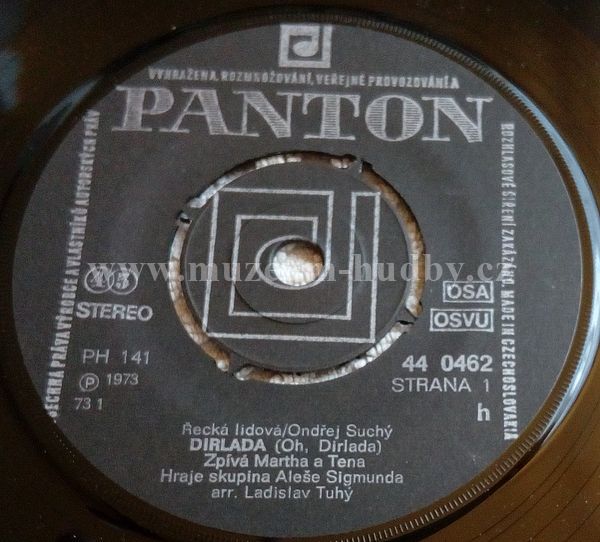 VYHRAŽENA, ROZMNOŽOVÁNÍ, VEŘEJNÉ PROVOZOVÁNÍ A
PANTON
VŠECHNA PRÁVA VÝROBCE A VLASTNÍKŮ AUTORSKÝCH PRÁV
ROZHLASOVÉ ŠÍŘENÍ ZAKÁZÁNO. MADE IN CZECHOSLOVAKIA
www.muzeum-hudby.cz
45
STEREO
OSA
OSVU
PH 141
Ⓟ 1973
73 1
44 0462
STRANA 1
h
Řecká lidová/Ondřej Suchý
DIRLADA (Oh, Dirlada)
Zpívá Martha a Tena
Hraje skupina Aleše Sigmunda
arr. Ladislav Tuhý